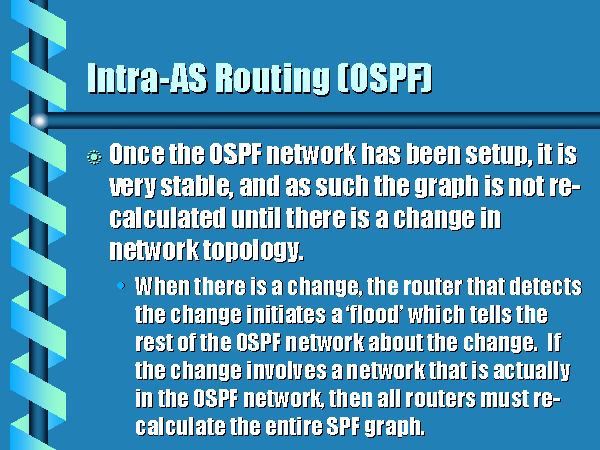 Intra-AS Routing (OSPF)
Once the OSPF network has been setup, it is
very stable, and as such the graph is not re-
calculated until there is a change in
network topology.
When there is a change, the router that detects
the change initiates a ‘flood’ which tells the
rest of the OSPF network about the change.  If
the change involves a network that is actually
in the OSPF network, then all routers must re-
calculate the entire SPF graph.